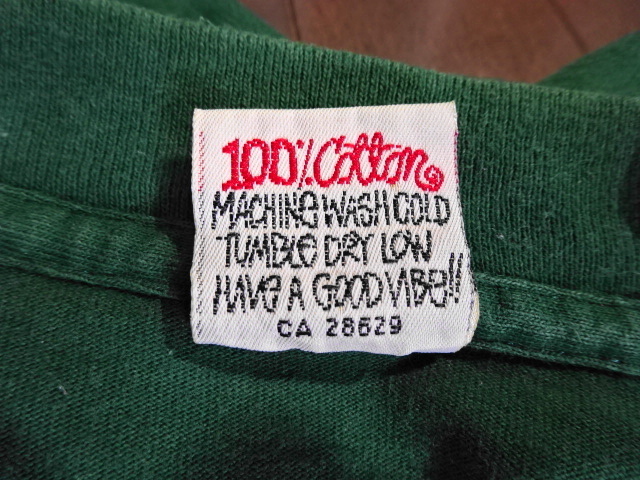 100% Cotton
MACHINE WASH COLD
TUMBLE DRY LOW
HAVE A GOOD VIBE!!
CA 28629